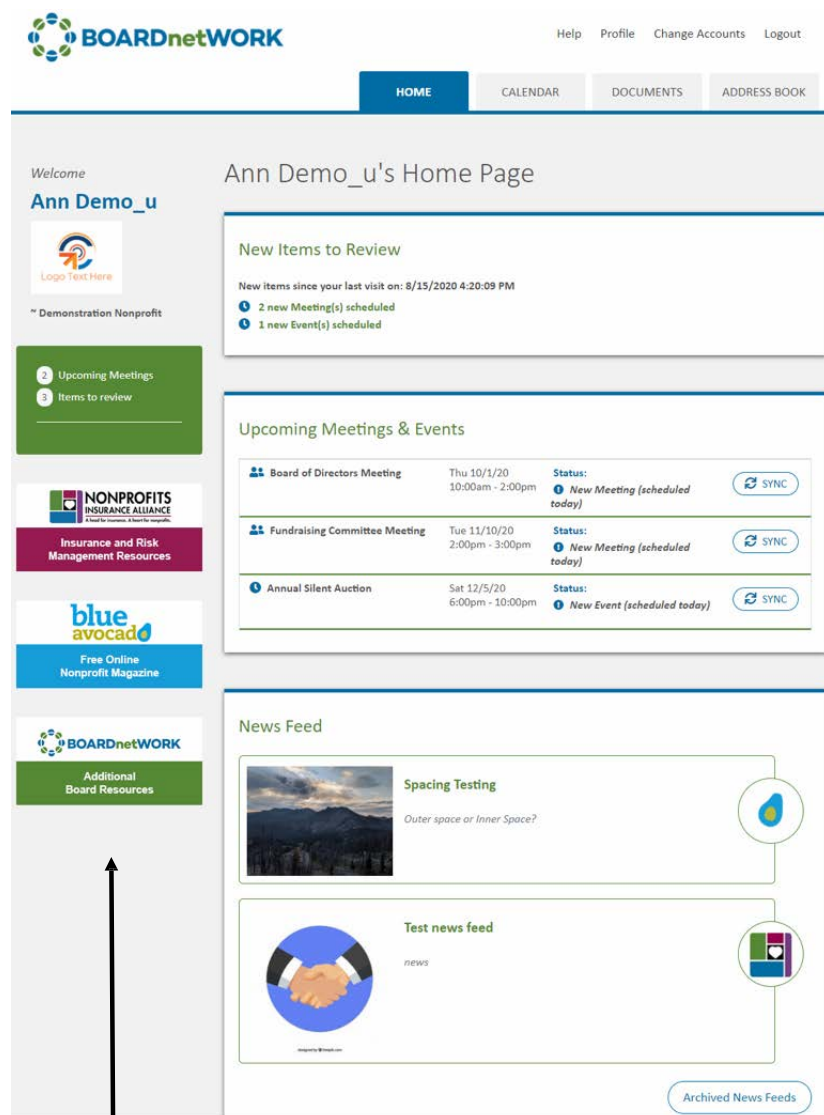 BOARDnetWORK
Help Profile Change Accounts Logout
HOME CALENDAR DOCUMENTS ADDRESS BOOK
Welcome
Ann Demo_u
Logo Text Here
~ Demonstration Nonprofit
2 Upcoming Meetings
3 Items to review
NONPROFITS
INSURANCE ALLIANCE
A head for insurance. A heart for nonprofits.
Insurance and Risk
Management Resources
blue
avocado
Free Online
Nonprofit Magazine
BOARDnetWORK
Additional
Board Resources
Ann Demo_u's Home Page
New Items to Review
New items since your last visit on: 8/15/2020 4:20:09 PM
2 new Meeting(s) scheduled
1 new Event(s) scheduled
Upcoming Meetings & Events
Board of Directors Meeting Thu 10/1/20 Status:
10:00am - 2:00pm New Meeting (scheduled SYNC
today)
Fundraising Committee Meeting Tue 11/10/20 Status:
2:00pm - 3:00pm New Meeting (scheduled SYNC
today)
Annual Silent Auction Sat 12/5/20 Status:
6:00pm - 10:00pm New Event (scheduled today) SYNC
News Feed
Spacing Testing
Outer space or Inner Space?
Test news feed
news
Archived News Feeds